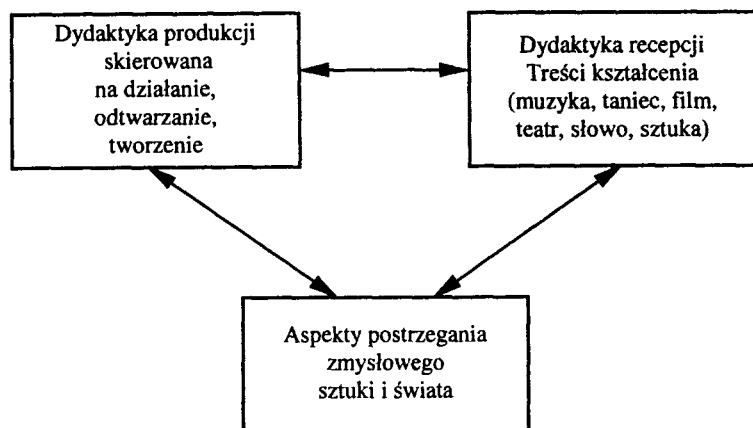 Dydaktyka produkcji
skierowana
na działanie,
odtwarzanie,
tworzenie
Dydaktyka recepcji
Treści kształcenia
(muzyka, taniec, film,
teatr, słowo, sztuka)
Aspekty postrzegania
zmysłowego
sztuki i świata